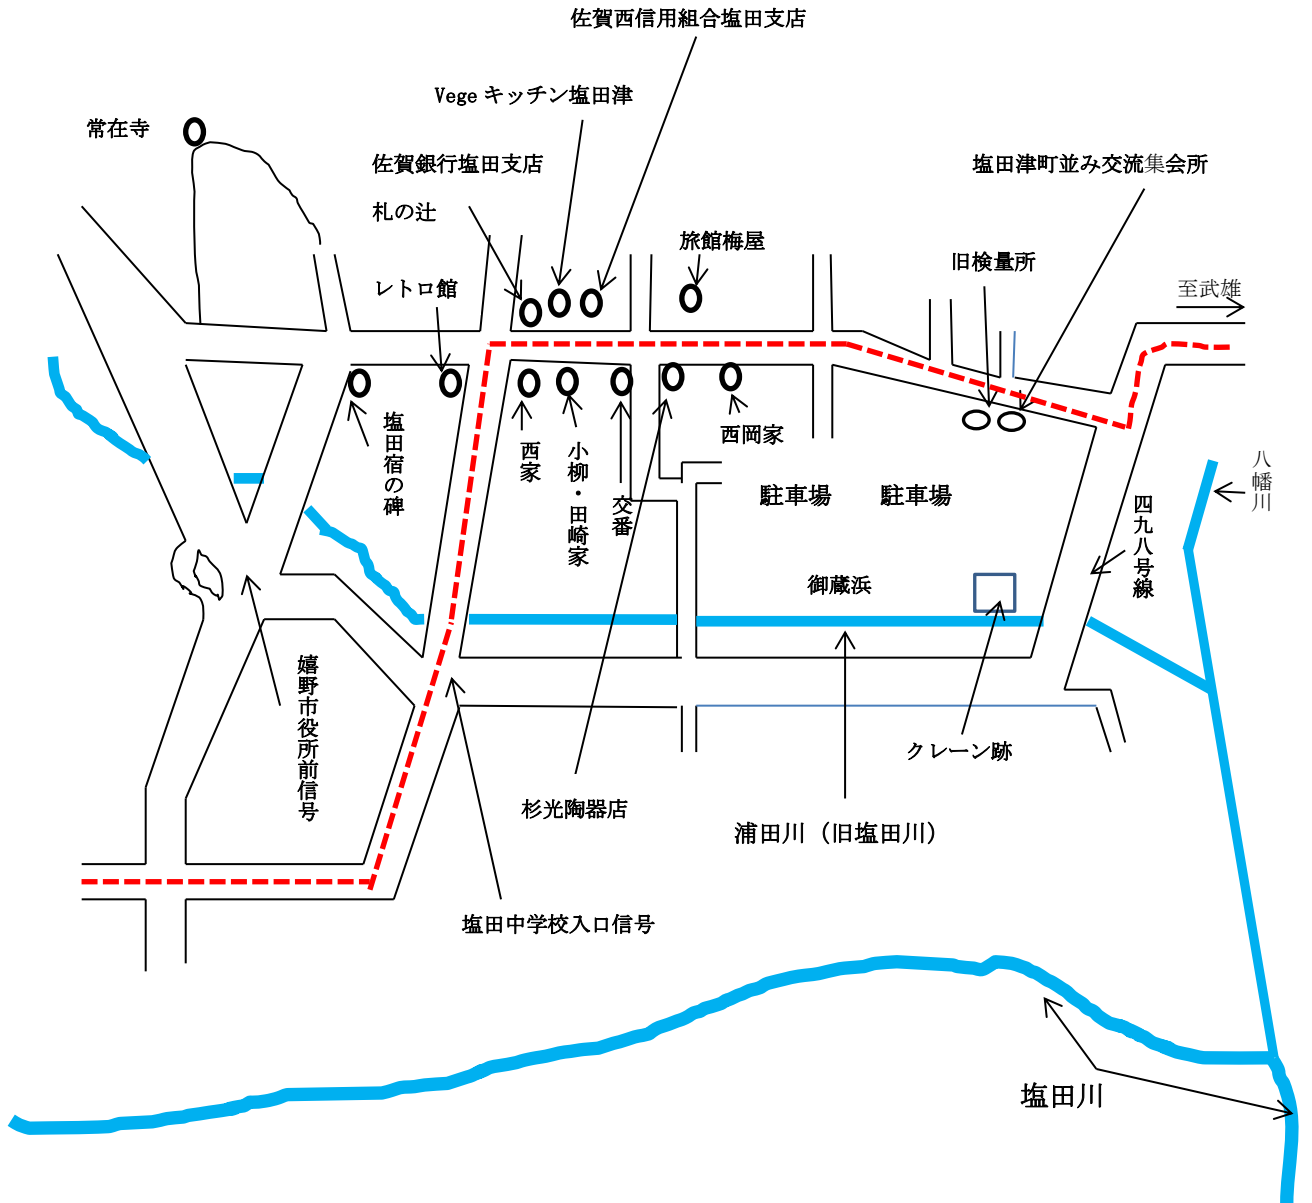 佐賀西信用組合塩田支店
Vegeキッチン塩田津
常在寺
佐賀銀行塩田支店
塩田津町並み交流集会所
札の辻
旅館梅屋
旧検量所
レトロ館
至武雄
塩田宿の碑
西家
小柳・田崎家
交番
西岡家
駐車場
駐車場
八幡川
四九八号線
御蔵浜
嬉野市役所前信号
クレーン跡
杉光陶器店
浦田川（旧塩田川）
塩田中学校入口信号
塩田川